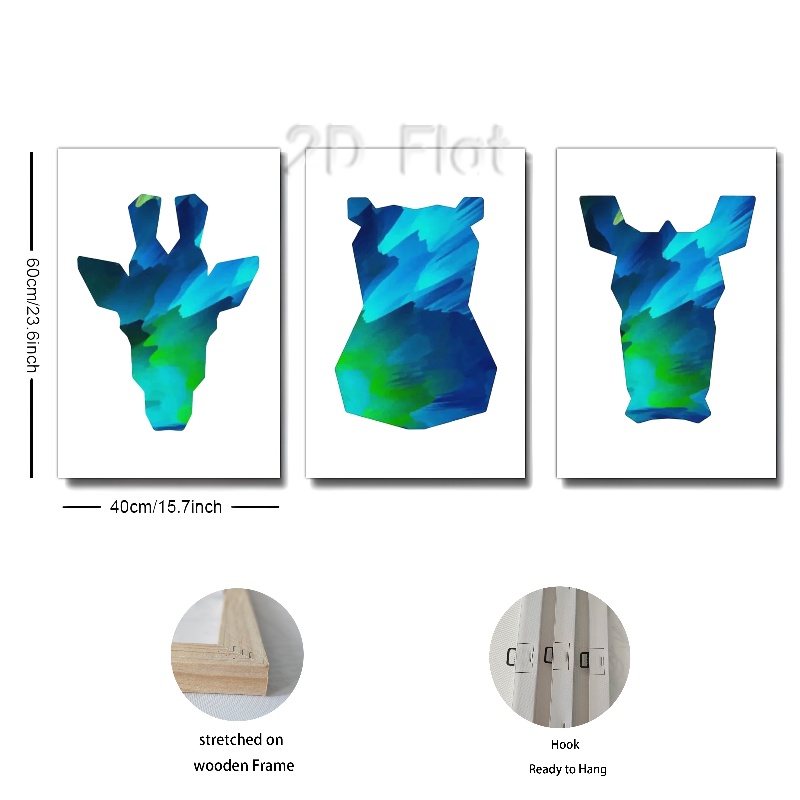 2D Flat
60cm/23.6inch
40cm/15.7inch
stretched on
wooden Frame
Hook
Ready to Hang